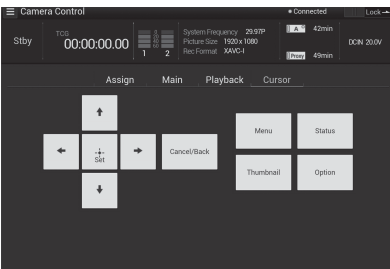 Camera Control
Connected
Lock
Stby
TCG
00:00:00.00
1 2
System Frequency 29.97P
Picture Size 1920 x 1080
Rec Format XAVC-I
A 42min
Proxy 49min
DCIN 20.0V
Assign Main Playback Cursor
Menu Status
Set Cancel/Back
Thumbnail Option